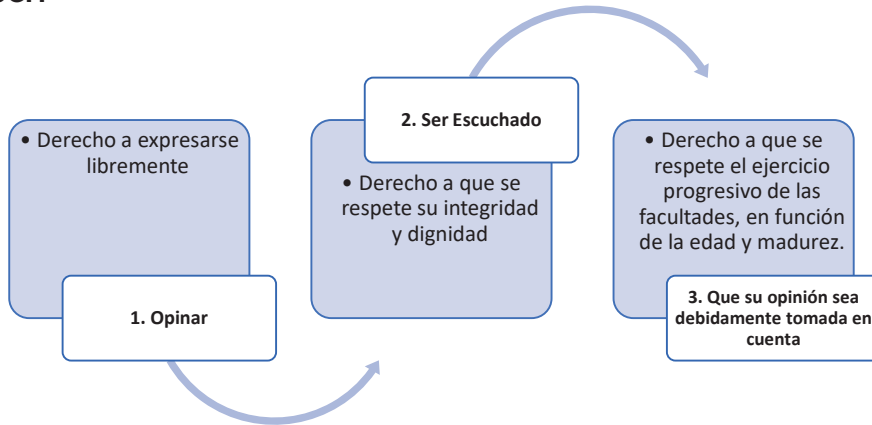 • Derecho a expresarse
libremente
1. Opinar
2. Ser Escuchado
• Derecho a que se
respete su integridad
y dignidad
• Derecho a que se
respete el ejercicio
progresivo de las
facultades, en función
de la edad y madurez.
3. Que su opinión sea
debidamente tomada en
cuenta